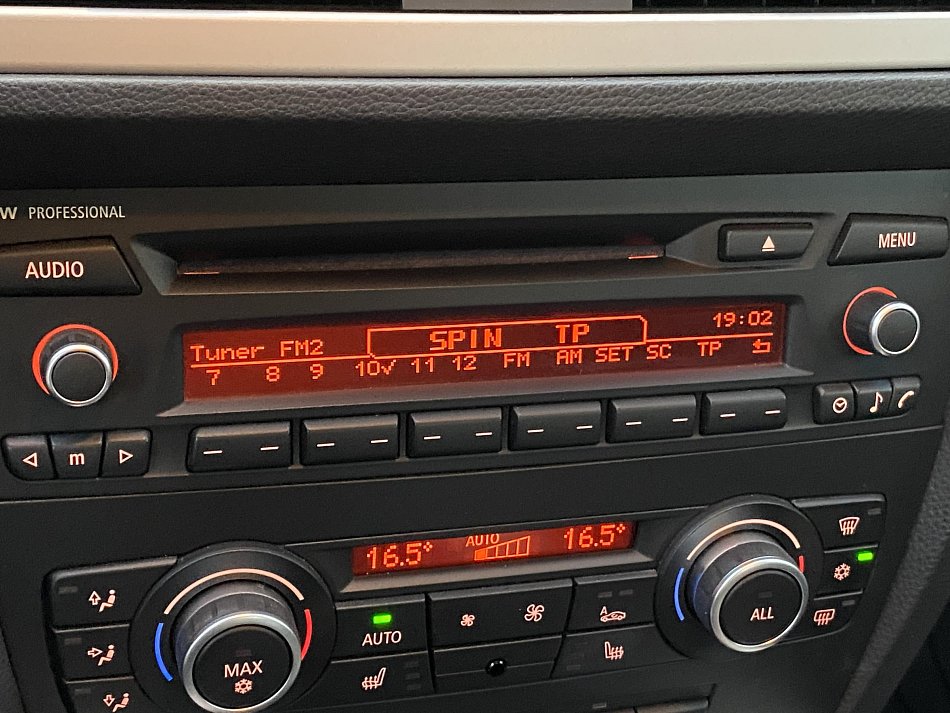 W PROFESSIONAL
AUDIO
MENU
Tuner FM2 SPIN TP 19:02
7 8 9 10✓ 11 12 FM AM SET SC TP
m
16.5° AUTO 16.5°
AUTO
A
MAX
ALL